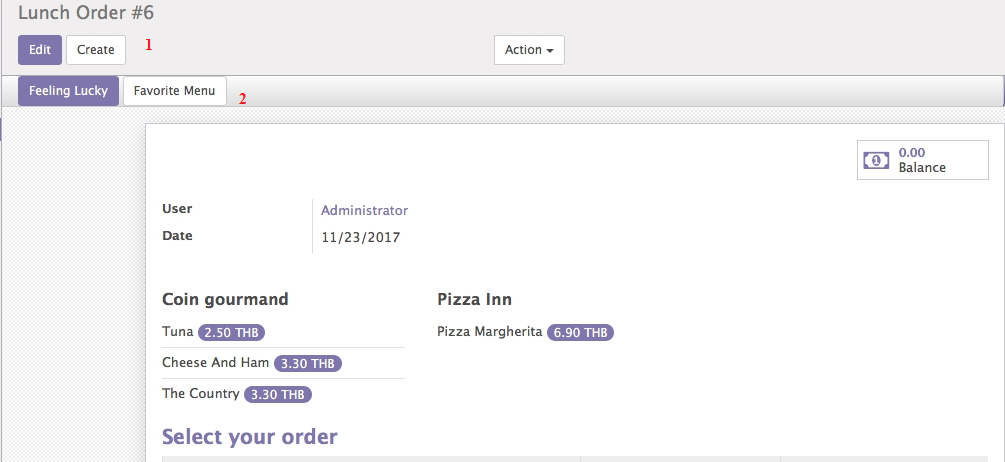 Lunch Order #6
Edit Create 1 Action
Feeling Lucky Favorite Menu 2
1 0.00
Balance
User Administrator
Date 11/23/2017
Coin gourmand Pizza Inn
Tuna 2.50 THB Pizza Margherita 6.90 THB
Cheese And Ham 3.30 THB
The Country 3.30 THB
Select your order